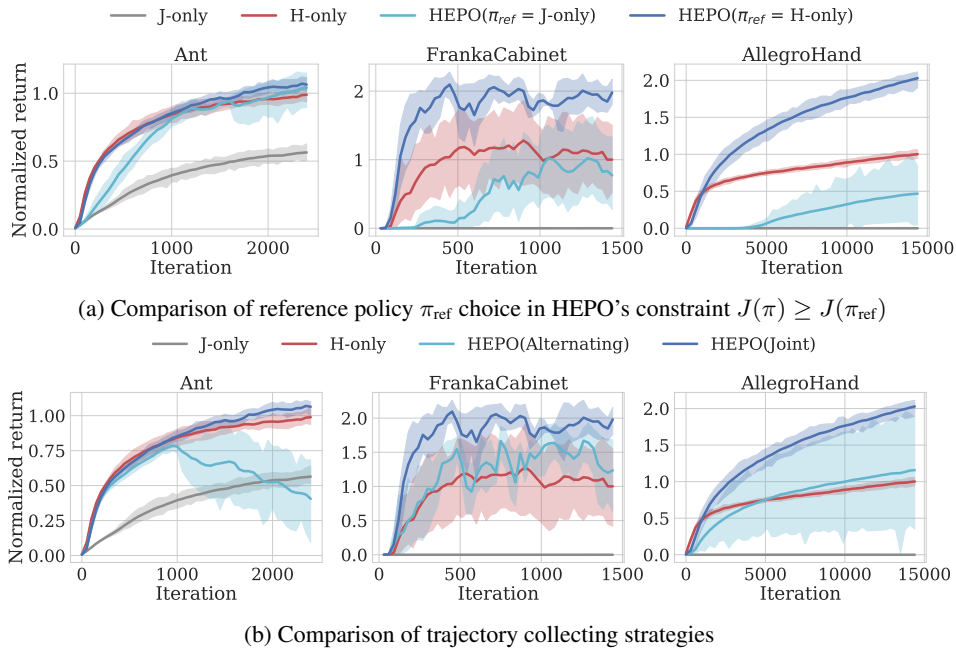 J-only H-only HEPO(π_ref = J-only) HEPO(π_ref = H-only)
Ant FrankaCabinet AllegroHand
Normalized return
1.0
0.5
0.0
0 1000 2000
Iteration
2
1
0
0 500 1000 1500
Iteration
2.0
1.5
1.0
0.5
0.0
0 5000 10000 15000
Iteration
(a) Comparison of reference policy π_ref choice in HEPO's constraint J(π) ≥ J(π_ref)
J-only H-only HEPO(Alternating) HEPO(Joint)
Ant FrankaCabinet AllegroHand
Normalized return
1.00
0.75
0.50
0.25
0.00
0 1000 2000
Iteration
2.0
1.5
1.0
0.5
0.0
0 500 1000 1500
Iteration
2.0
1.5
1.0
0.5
0.0
0 5000 10000 15000
Iteration
(b) Comparison of trajectory collecting strategies